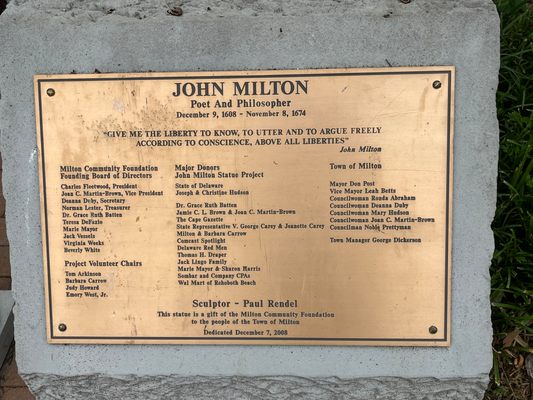 JOHN MILTON
Poet And Philosopher
December 9, 1608 - November 8, 1674
"GIVE ME THE LIBERTY TO KNOW, TO UTTER AND TO ARGUE FREELY
ACCORDING TO CONSCIENCE, ABOVE ALL LIBERTIES"
John Milton
Milton Community Foundation
Founding Board of Directors
Charles Fleetwood, President
Joan C. Martin-Brown, Vice President
Deanna Duby, Secretary
Norman Lester, Treasurer
Dr. Grace Ruth Batten
Teresa DeFazio
Marie Mayor
Jack Vessels
Virginia Weeks
Beverly White
Project Volunteer Chairs
Tom Arkinson
Barbara Carrow
Judy Howard
Emory West, Jr.
Major Donors
John Milton Statue Project
State of Delaware
Joseph & Christine Hudson
Dr. Grace Ruth Batten
Jamie C. L. Brown & Joan C. Martin-Brown
The Cape Gazette
State Representative V. George Carey & Jeanette Carey
Milton & Barbara Carrow
Comcast Spotlight
Delaware Red Men
Thomas H. Draper
Jack Lingo Family
Marie Mayor & Sharon Harris
Sombar and Company CPAs
Wal Mart of Rehoboth Beach
Town of Milton
Mayor Don Post
Vice Mayor Leah Betts
Councilwoman Rouda Abraham
Councilwoman Deanna Duby
Councilwoman Mary Hudson
Councilwoman Joan C. Martin-Brown
Councilman Noble Prettyman
Town Manager George Dickerson
Sculptor - Paul Rendel
This statue is a gift of the Milton Community Foundation
to the people of the Town of Milton
Dedicated December 7, 2008